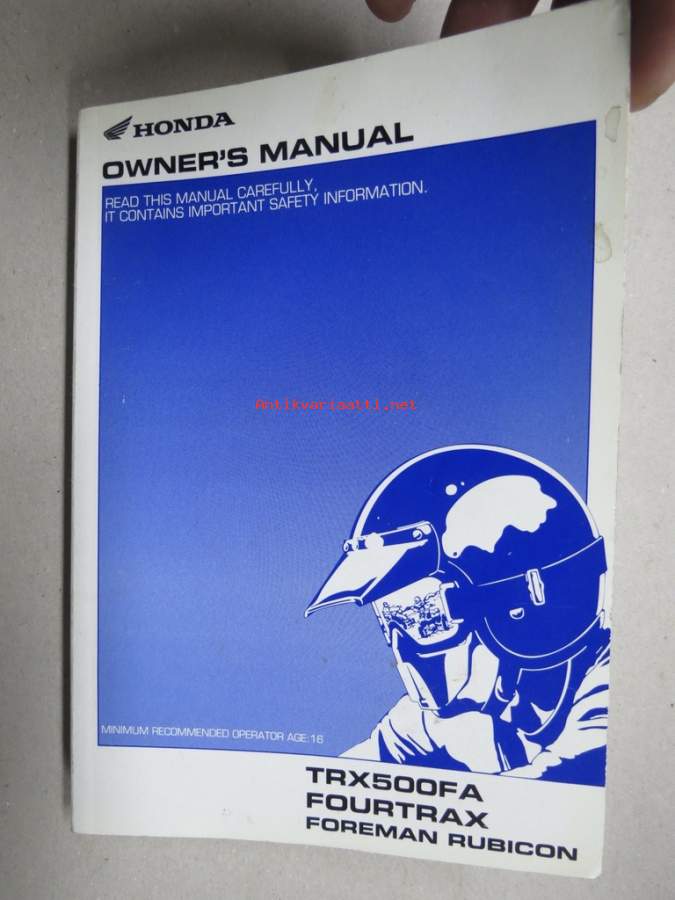 HONDA
OWNER'S MANUAL
READ THIS MANUAL CAREFULLY,
IT CONTAINS IMPORTANT SAFETY INFORMATION.
Antikvariaatti.net
MINIMUM RECOMMENDED OPERATOR AGE:16
TRX500FA
FOURTRAX
FOREMAN RUBICON